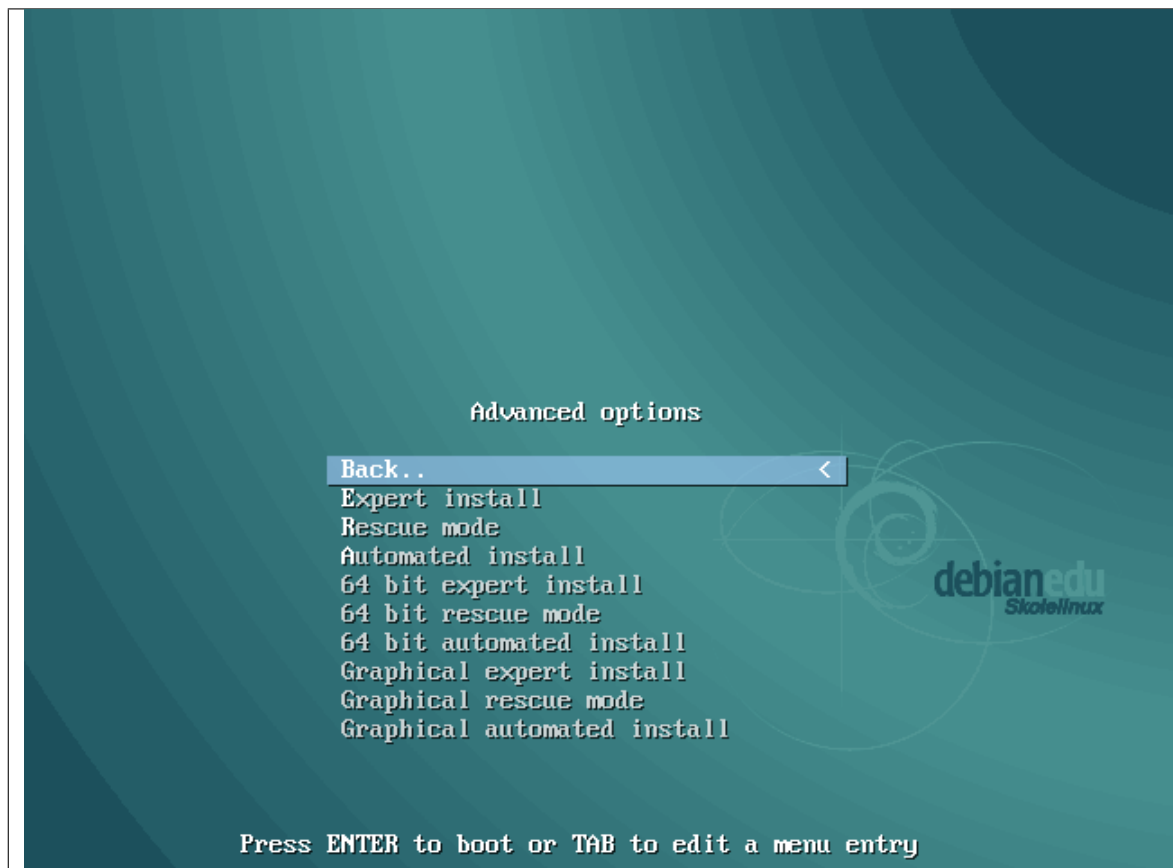 Advanced options
Back.. <
Expert install
Rescue mode
Automated install
64 bit expert install
64 bit rescue mode
64 bit automated install
Graphical expert install
Graphical rescue mode
Graphical automated install
debianedu
Skolelinux
Press ENTER to boot or TAB to edit a menu entry